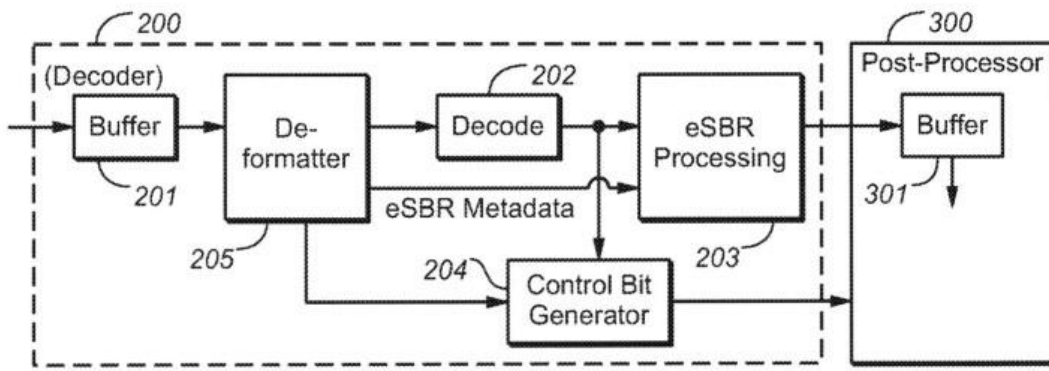 200
300
(Decoder)
202
Post-Processor
Buffer
De-
formatter
Decode
eSBR
Processing
Buffer
201
eSBR Metadata
301
205
204
203
Control Bit
Generator